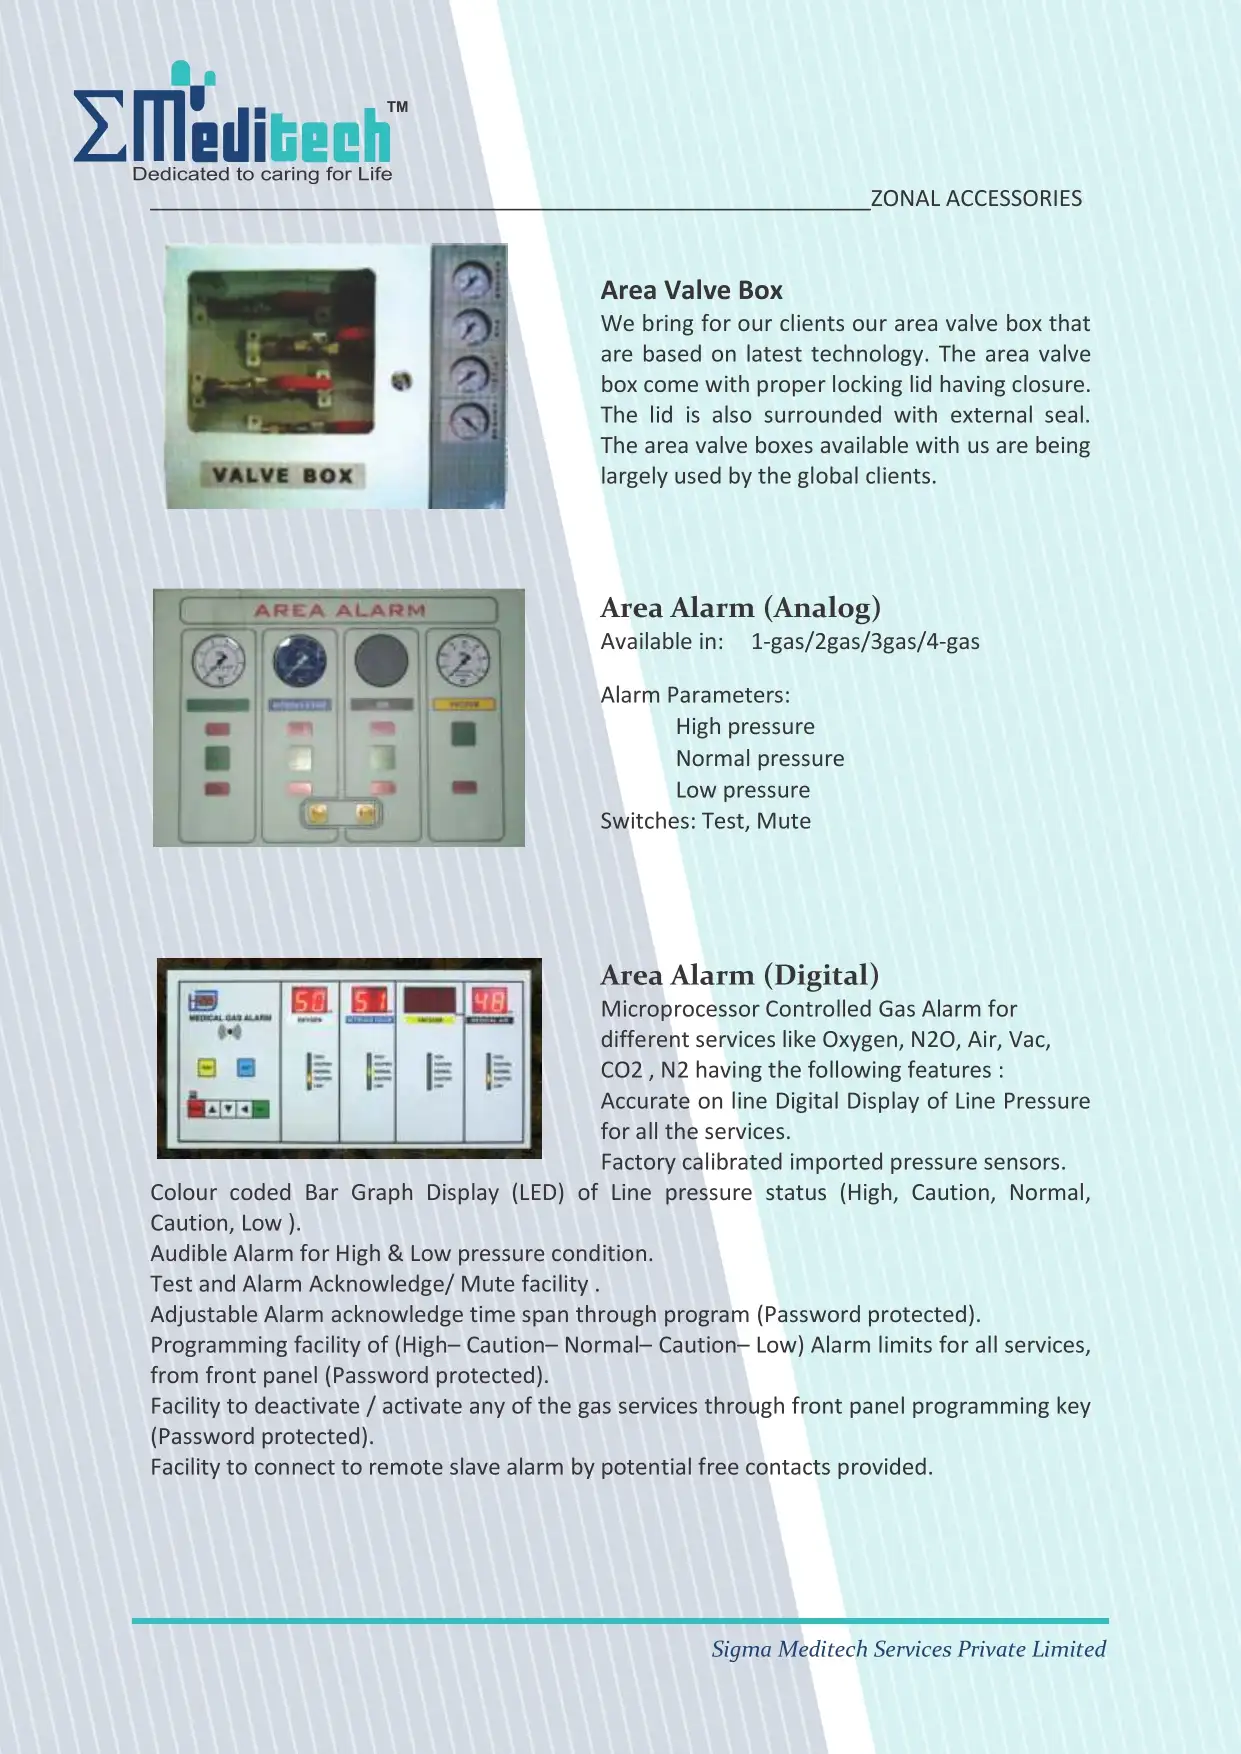 ΣMeditech™
Dedicated to caring for Life
ZONAL ACCESSORIES
VALVE BOX
Area Valve Box
We bring for our clients our area valve box that
are based on latest technology. The area valve
box come with proper locking lid having closure.
The lid is also surrounded with external seal.
The area valve boxes available with us are being
largely used by the global clients.
AREA ALARM
Area Alarm (Analog)
Available in: 1-gas/2gas/3gas/4-gas
Alarm Parameters:
High pressure
Normal pressure
Low pressure
Switches: Test, Mute
MEDICAL GAS ALARM
50
51
48
OXYGEN
VACUUM
MEDICAL AIR
Area Alarm (Digital)
Microprocessor Controlled Gas Alarm for
different services like Oxygen, N2O, Air, Vac,
CO2 , N2 having the following features :
Accurate on line Digital Display of Line Pressure
for all the services.
Factory calibrated imported pressure sensors.
Colour coded Bar Graph Display (LED) of Line pressure status (High, Caution, Normal,
Caution, Low ).
Audible Alarm for High & Low pressure condition.
Test and Alarm Acknowledge/ Mute facility .
Adjustable Alarm acknowledge time span through program (Password protected).
Programming facility of (High– Caution– Normal– Caution– Low) Alarm limits for all services,
from front panel (Password protected).
Facility to deactivate / activate any of the gas services through front panel programming key
(Password protected).
Facility to connect to remote slave alarm by potential free contacts provided.
Sigma Meditech Services Private Limited